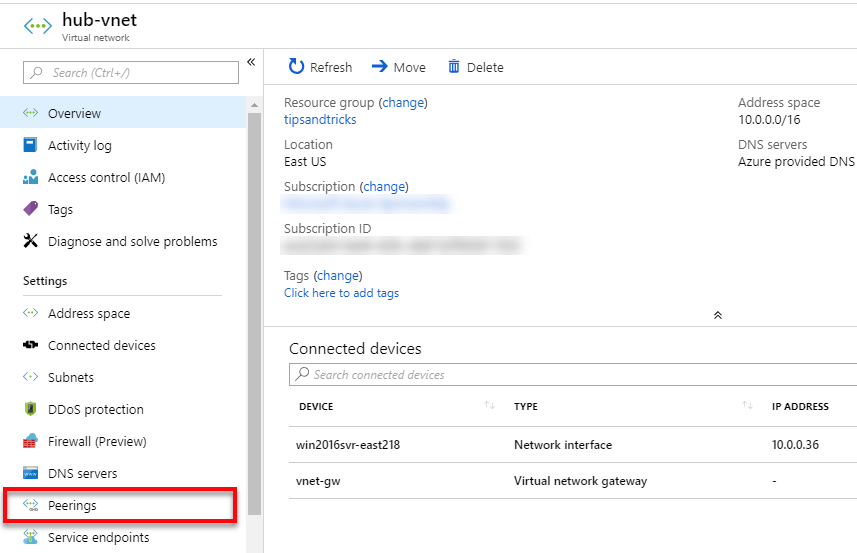 hub-vnet
Virtual network
Search (Ctrl+/)
«
Overview
Activity log
Access control (IAM)
Tags
Diagnose and solve problems
Settings
Address space
Connected devices
Subnets
DDoS protection
Firewall (Preview)
DNS servers
Peerings
Service endpoints
Refresh Move Delete
Resource group (change)
tipsandtricks
Location
East US
Subscription (change)
Subscription ID
Tags (change)
Click here to add tags
Address space
10.0.0.0/16
DNS servers
Azure provided DNS
Connected devices
Search connected devices
DEVICE TYPE IP ADDRESS
win2016svr-east218 Network interface 10.0.0.36
vnet-gw Virtual network gateway -